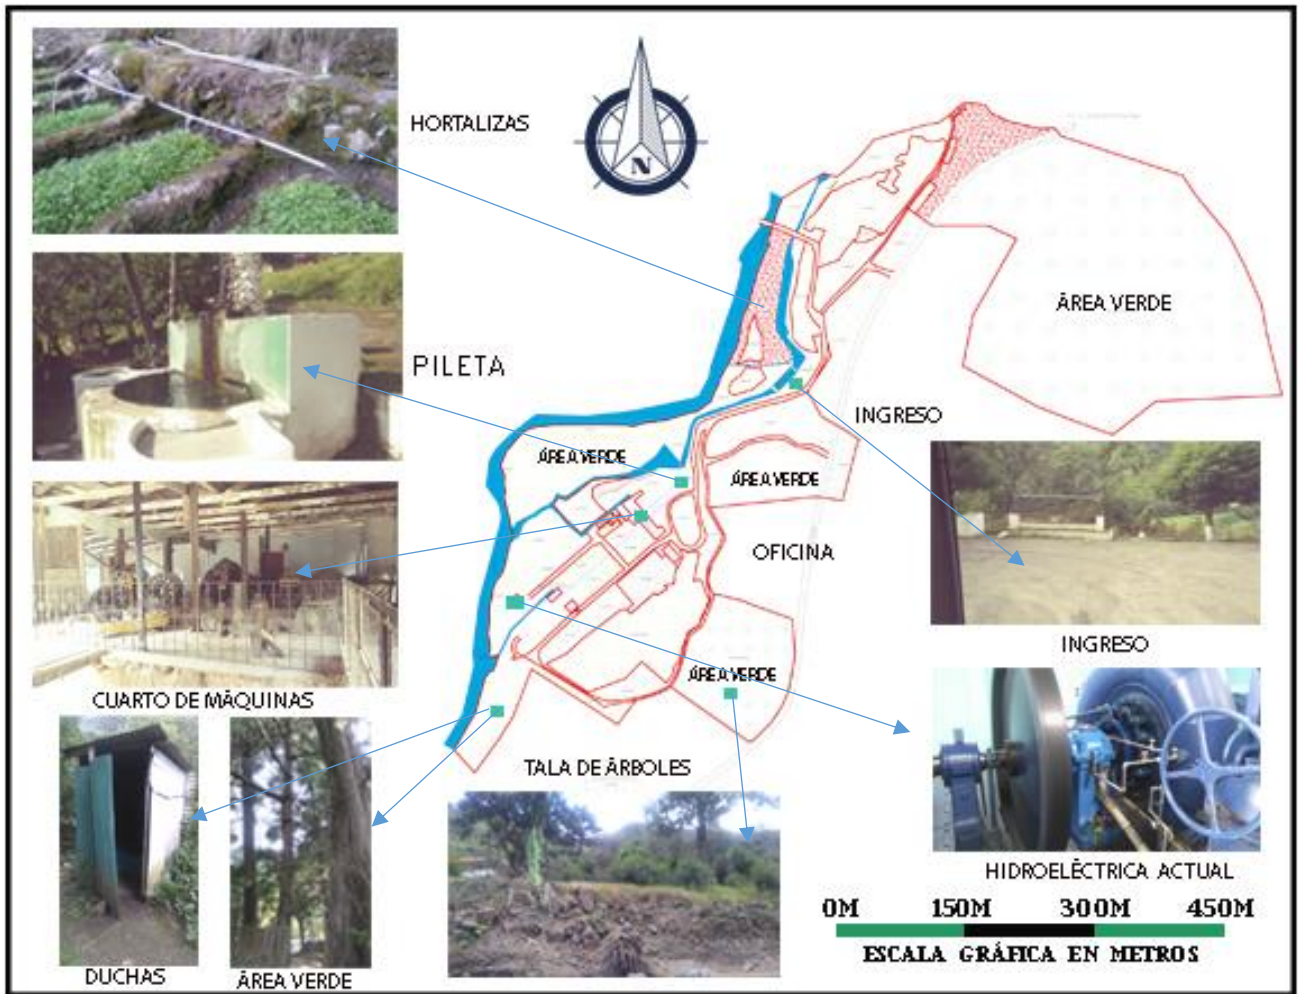 HORTALIZAS
N
ÁREA VERDE
PILETA
INGRESO
ÁREA VERDE
ÁREA VERDE
OFICINA
INGRESO
ÁREA VERDE
CUARTO DE MÁQUINAS
TALA DE ÁRBOLES
HIDROELÉCTRICA ACTUAL
0M 150M 300M 450M
ESCALA GRÁFICA EN METROS
DUCHAS
ÁREA VERDE